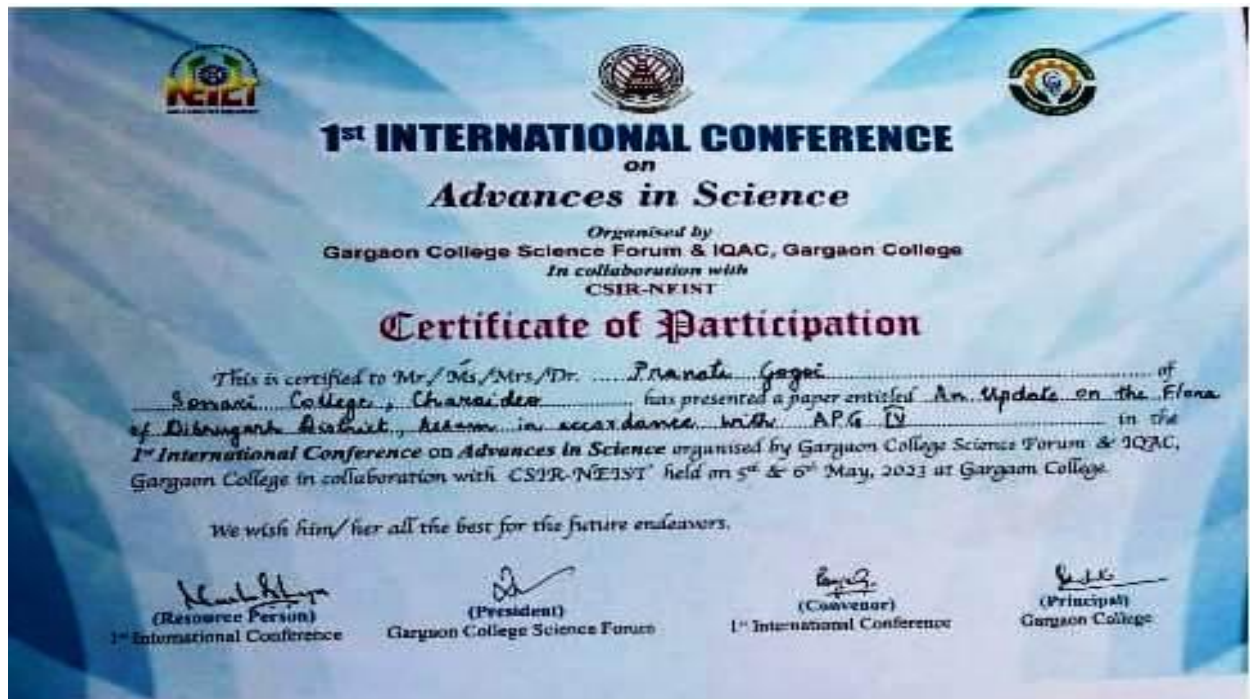 NEIST
1st INTERNATIONAL CONFERENCE
on
Advances in Science
Organised by
Gargaon College Science Forum & IQAC, Gargaon College
In collaboration with
CSIR-NEIST
Certificate of Participation
This is certified to Mr./Ms./Mrs./Dr. ..... Pranati Gogoi ..... of
Sonari College, Charaideo ..... has presented a paper entitled An Update on the Flora
of Dibrugarh District, Assam in accordance with APG IV ..... in the
1st International Conference on Advances in Science organised by Gargaon College Science Forum & IQAC,
Gargaon College in collaboration with CSIR-NEIST held on 5th & 6th May, 2023 at Gargaon College.
We wish him/her all the best for the future endeavors.
(Resource Person) (President) (Convenor) (Principal)
1st International Conference Gargaon College Science Forum 1st International Conference Gargaon College